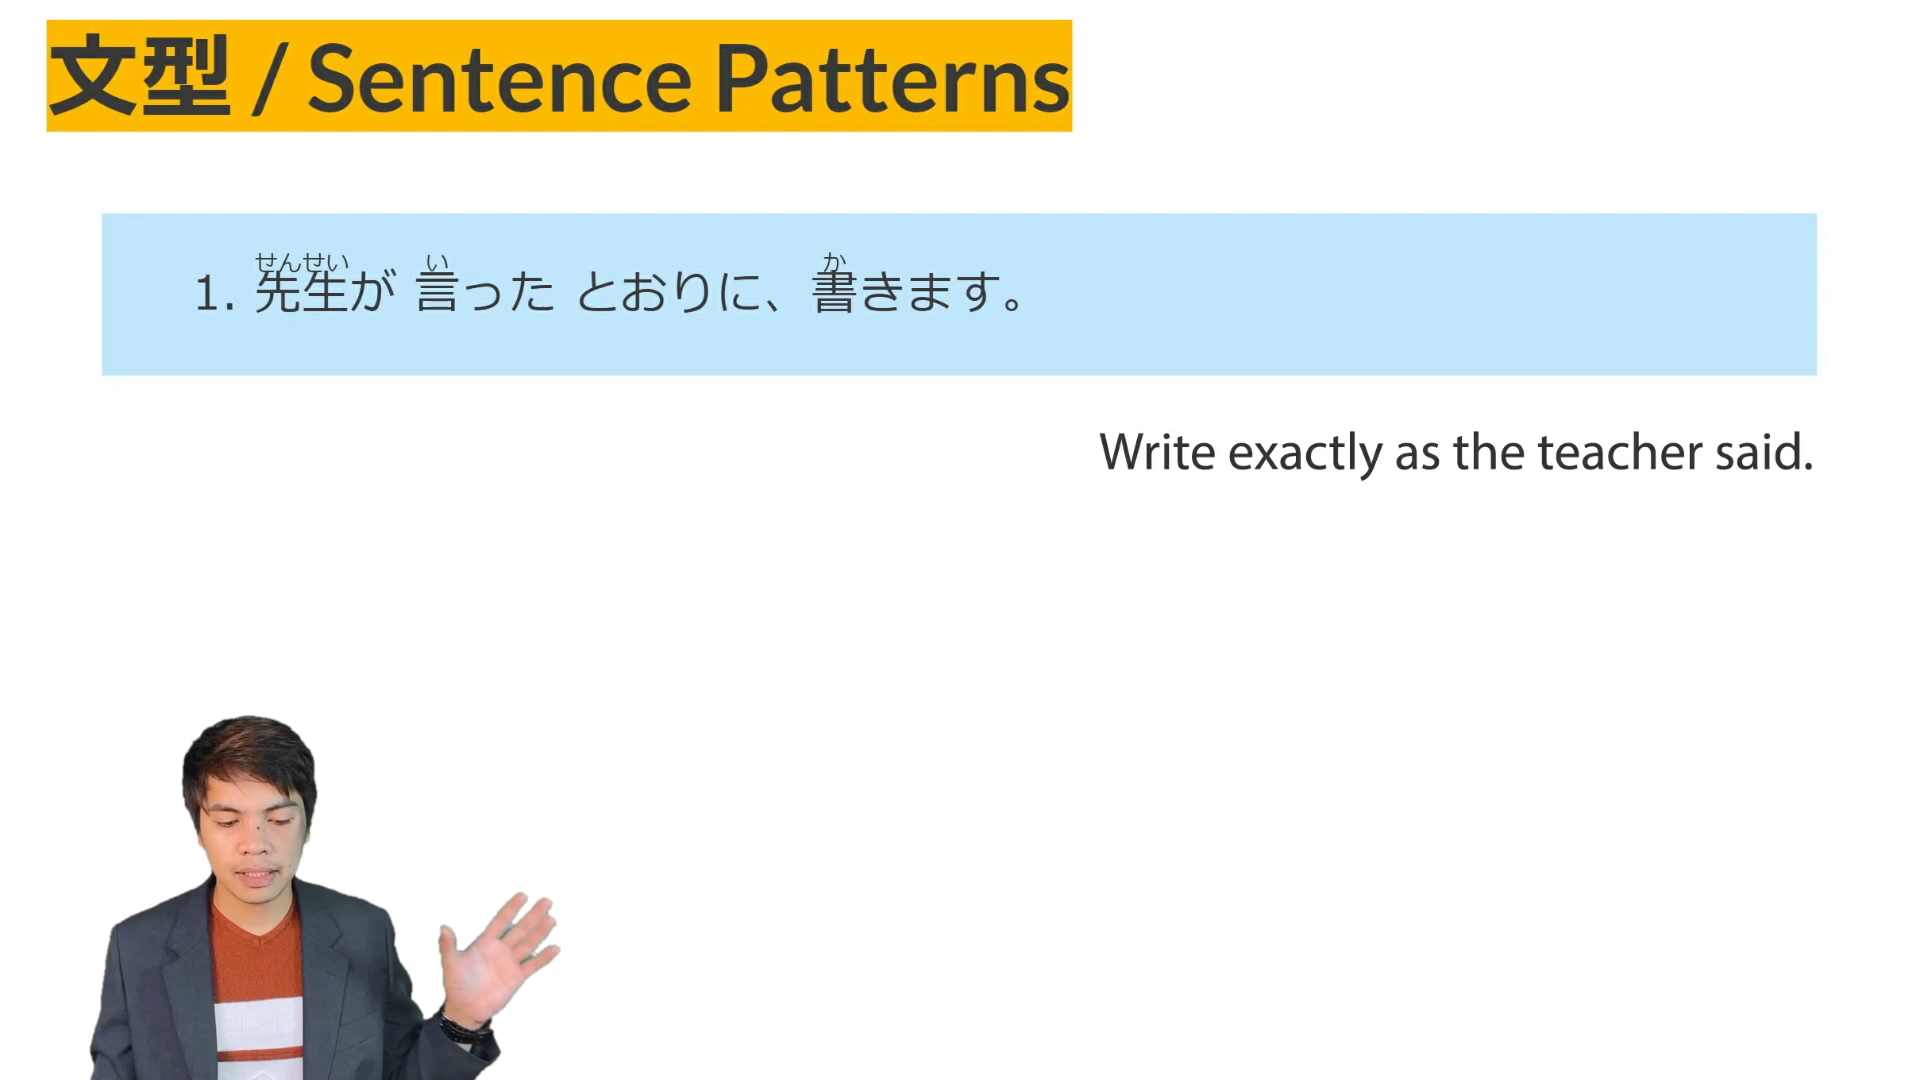 文型 / Sentence Patterns
せんせい い か
1. 先生が 言った とおりに、書きます。
Write exactly as the teacher said.